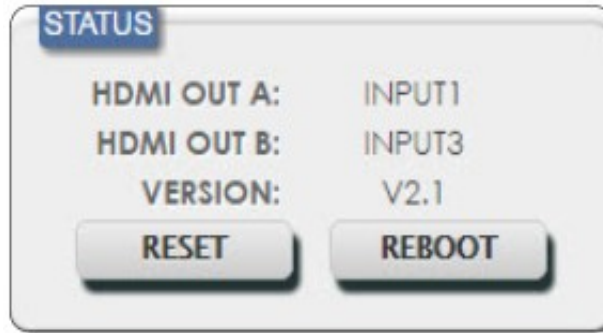 STATUS
HDMI OUT A: INPUT1
HDMI OUT B: INPUT3
VERSION: V2.1
RESET REBOOT